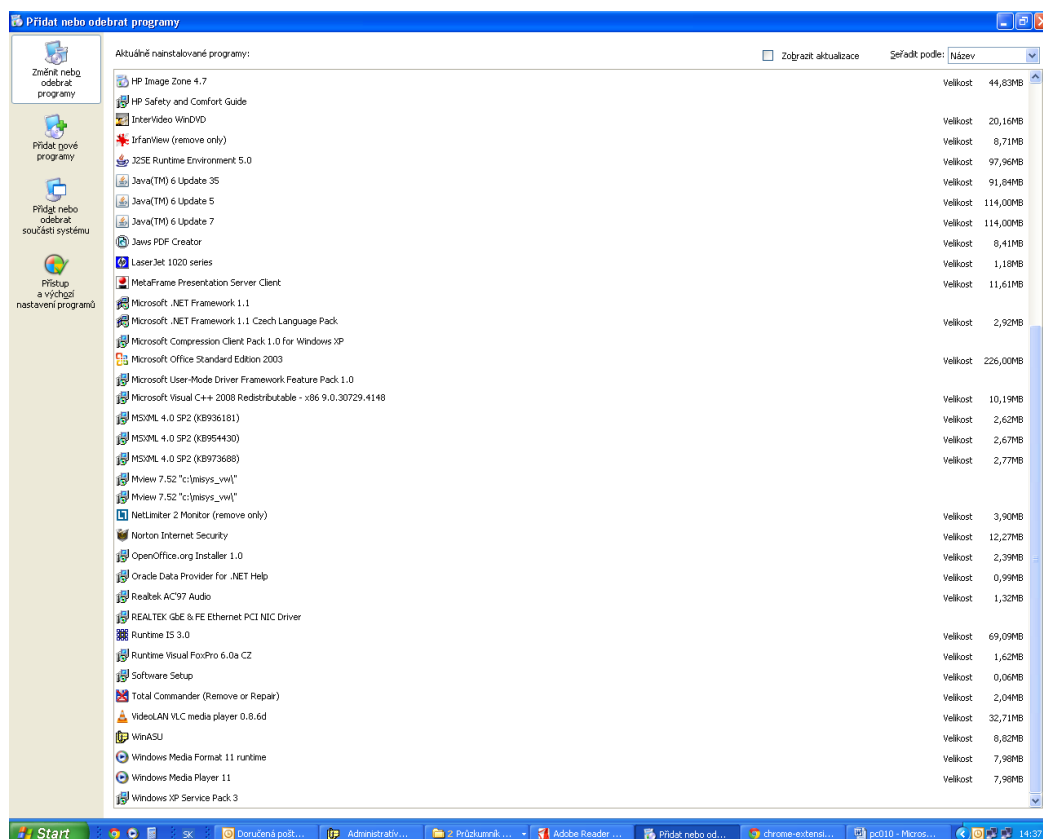 Přidat nebo odebrat programy
Změnit nebo
odebrat
programy
Přidat nové
programy
Přidat nebo
odebrat
součásti systému
Přístup
a výchozí
nastavení programů
Aktuálně nainstalované programy:
Zobrazit aktualizace
Seřadit podle: Název
HP Image Zone 4.7 Velikost 44,83MB
HP Safety and Comfort Guide
InterVideo WinDVD Velikost 20,16MB
IrfanView (remove only) Velikost 8,71MB
J2SE Runtime Environment 5.0 Velikost 97,96MB
Java(TM) 6 Update 35 Velikost 91,84MB
Java(TM) 6 Update 5 Velikost 114,00MB
Java(TM) 6 Update 7 Velikost 114,00MB
Jaws PDF Creator Velikost 8,41MB
LaserJet 1020 series Velikost 1,18MB
MetaFrame Presentation Server Client Velikost 11,61MB
Microsoft .NET Framework 1.1
Microsoft .NET Framework 1.1 Czech Language Pack Velikost 2,92MB
Microsoft Compression Client Pack 1.0 for Windows XP
Microsoft Office Standard Edition 2003 Velikost 226,00MB
Microsoft User-Mode Driver Framework Feature Pack 1.0
Microsoft Visual C++ 2008 Redistributable - x86 9.0.30729.4148 Velikost 10,19MB
MSXML 4.0 SP2 (KB936181) Velikost 2,62MB
MSXML 4.0 SP2 (KB954430) Velikost 2,67MB
MSXML 4.0 SP2 (KB973688) Velikost 2,77MB
Mview 7.52 "c:\misys_vw\"
Mview 7.52 "c:\misys_vw\"
NetLimiter 2 Monitor (remove only) Velikost 3,90MB
Norton Internet Security Velikost 12,27MB
OpenOffice.org Installer 1.0 Velikost 2,39MB
Oracle Data Provider for .NET Help Velikost 0,99MB
Realtek AC'97 Audio Velikost 1,32MB
REALTEK GbE & FE Ethernet PCI NIC Driver
Runtime IS 3.0 Velikost 69,09MB
Runtime Visual FoxPro 6.0a CZ Velikost 1,62MB
Software Setup Velikost 0,06MB
Total Commander (Remove or Repair) Velikost 2,04MB
VideoLAN VLC media player 0.8.6d Velikost 32,71MB
WinASU Velikost 8,82MB
Windows Media Format 11 runtime Velikost 7,98MB
Windows Media Player 11 Velikost 7,98MB
Windows XP Service Pack 3
Start SK Doručená pošt... Administrativ... 2 Průzkumník ... Adobe Reader ... Přidat nebo od... chrome-extensi... pc010 - Micros... 14:37